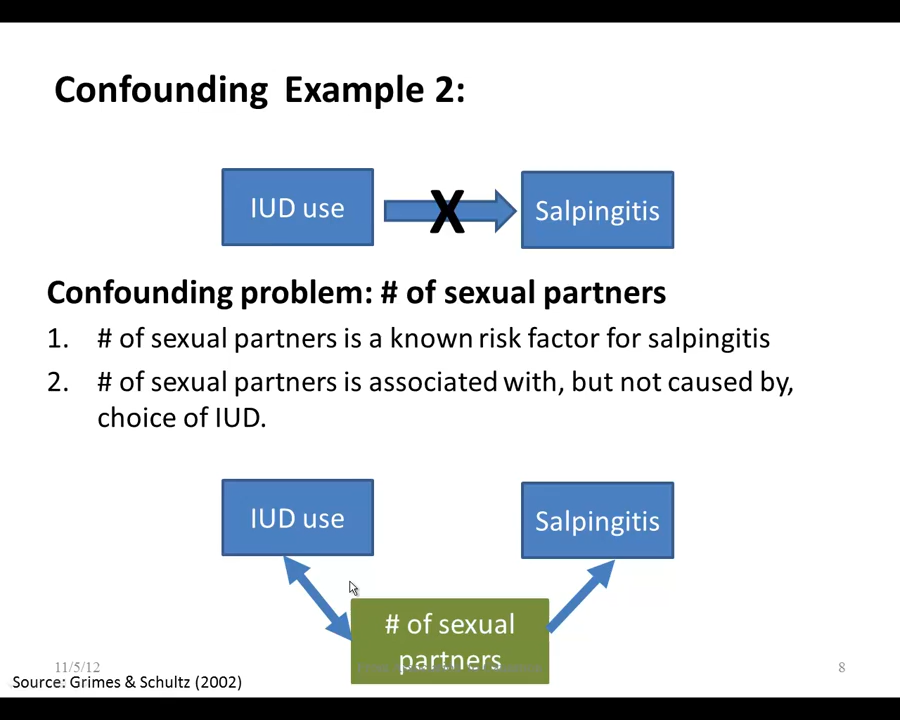 Confounding Example 2:
IUD use
X
Salpingitis
Confounding problem: # of sexual partners
1. # of sexual partners is a known risk factor for salpingitis
2. # of sexual partners is associated with, but not caused by,
choice of IUD.
IUD use
Salpingitis
# of sexual
partners
11/5/12
8
Source: Grimes & Schultz (2002)